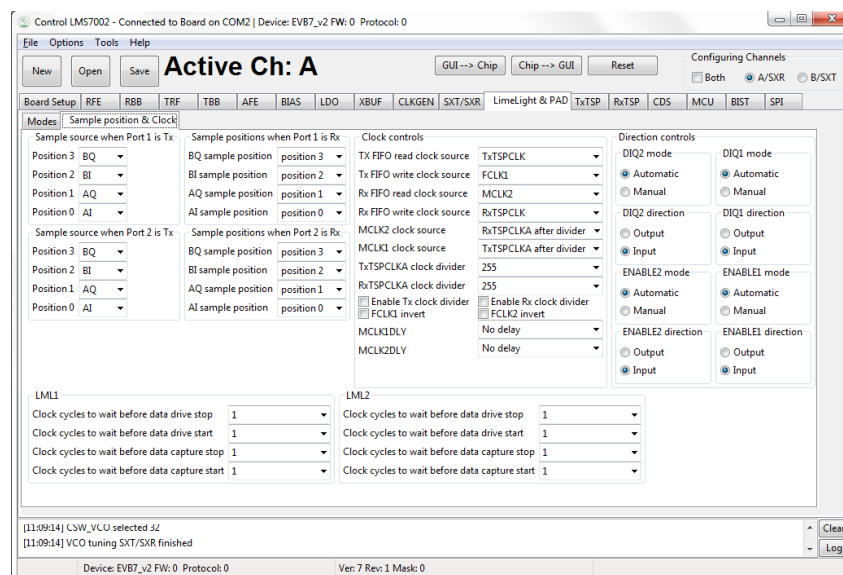 Control LMS7002 - Connected to Board on COM2 | Device: EVB7_v2 FW: 0 Protocol: 0
File Options Tools Help
New Open Save Active Ch: A GUI --> Chip Chip --> GUI Reset Configuring Channels
Both A/SXR B/SXT
Board Setup RFE RBB TRF TBB AFE BIAS LDO XBUF CLKGEN SXT/SXR LimeLight & PAD TxTSP RxTSP CDS MCU BIST SPI
Modes Sample position & Clock
Sample source when Port 1 is Tx
Position 3 BQ
Position 2 BI
Position 1 AQ
Position 0 AI
Sample positions when Port 1 is Rx
BQ sample position position 3
BI sample position position 2
AQ sample position position 1
AI sample position position 0
Sample source when Port 2 is Tx
Position 3 BQ
Position 2 BI
Position 1 AQ
Position 0 AI
Sample positions when Port 2 is Rx
BQ sample position position 3
BI sample position position 2
AQ sample position position 1
AI sample position position 0
Clock controls
TX FIFO read clock source TxTSPCLK
Tx FIFO write clock source FCLK1
Rx FIFO read clock source MCLK2
Rx FIFO write clock source RxTSPCLK
MCLK2 clock source RxTSPCLKA after divider
MCLK1 clock source TxTSPCLKA after divider
TxTSPCLKA clock divider 255
RxTSPCLKA clock divider 255
Enable Tx clock divider Enable Rx clock divider
FCLK1 invert FCLK2 invert
MCLK1DLY No delay
MCLK2DLY No delay
Direction controls
DIQ2 mode DIQ1 mode
Automatic Automatic
Manual Manual
DIQ2 direction DIQ1 direction
Output Output
Input Input
ENABLE2 mode ENABLE1 mode
Automatic Automatic
Manual Manual
ENABLE2 direction ENABLE1 direction
Output Output
Input Input
LML1
Clock cycles to wait before data drive stop 1
Clock cycles to wait before data drive start 1
Clock cycles to wait before data capture stop 1
Clock cycles to wait before data capture start 1
LML2
Clock cycles to wait before data drive stop 1
Clock cycles to wait before data drive start 1
Clock cycles to wait before data capture stop 1
Clock cycles to wait before data capture start 1
[11:09:14] CSW_VCO selected 32
[11:09:14] VCO tuning SXT/SXR finished
Clear
Log
Device: EVB7_v2 FW: 0 Protocol: 0 Ver: 7 Rev: 1 Mask: 0